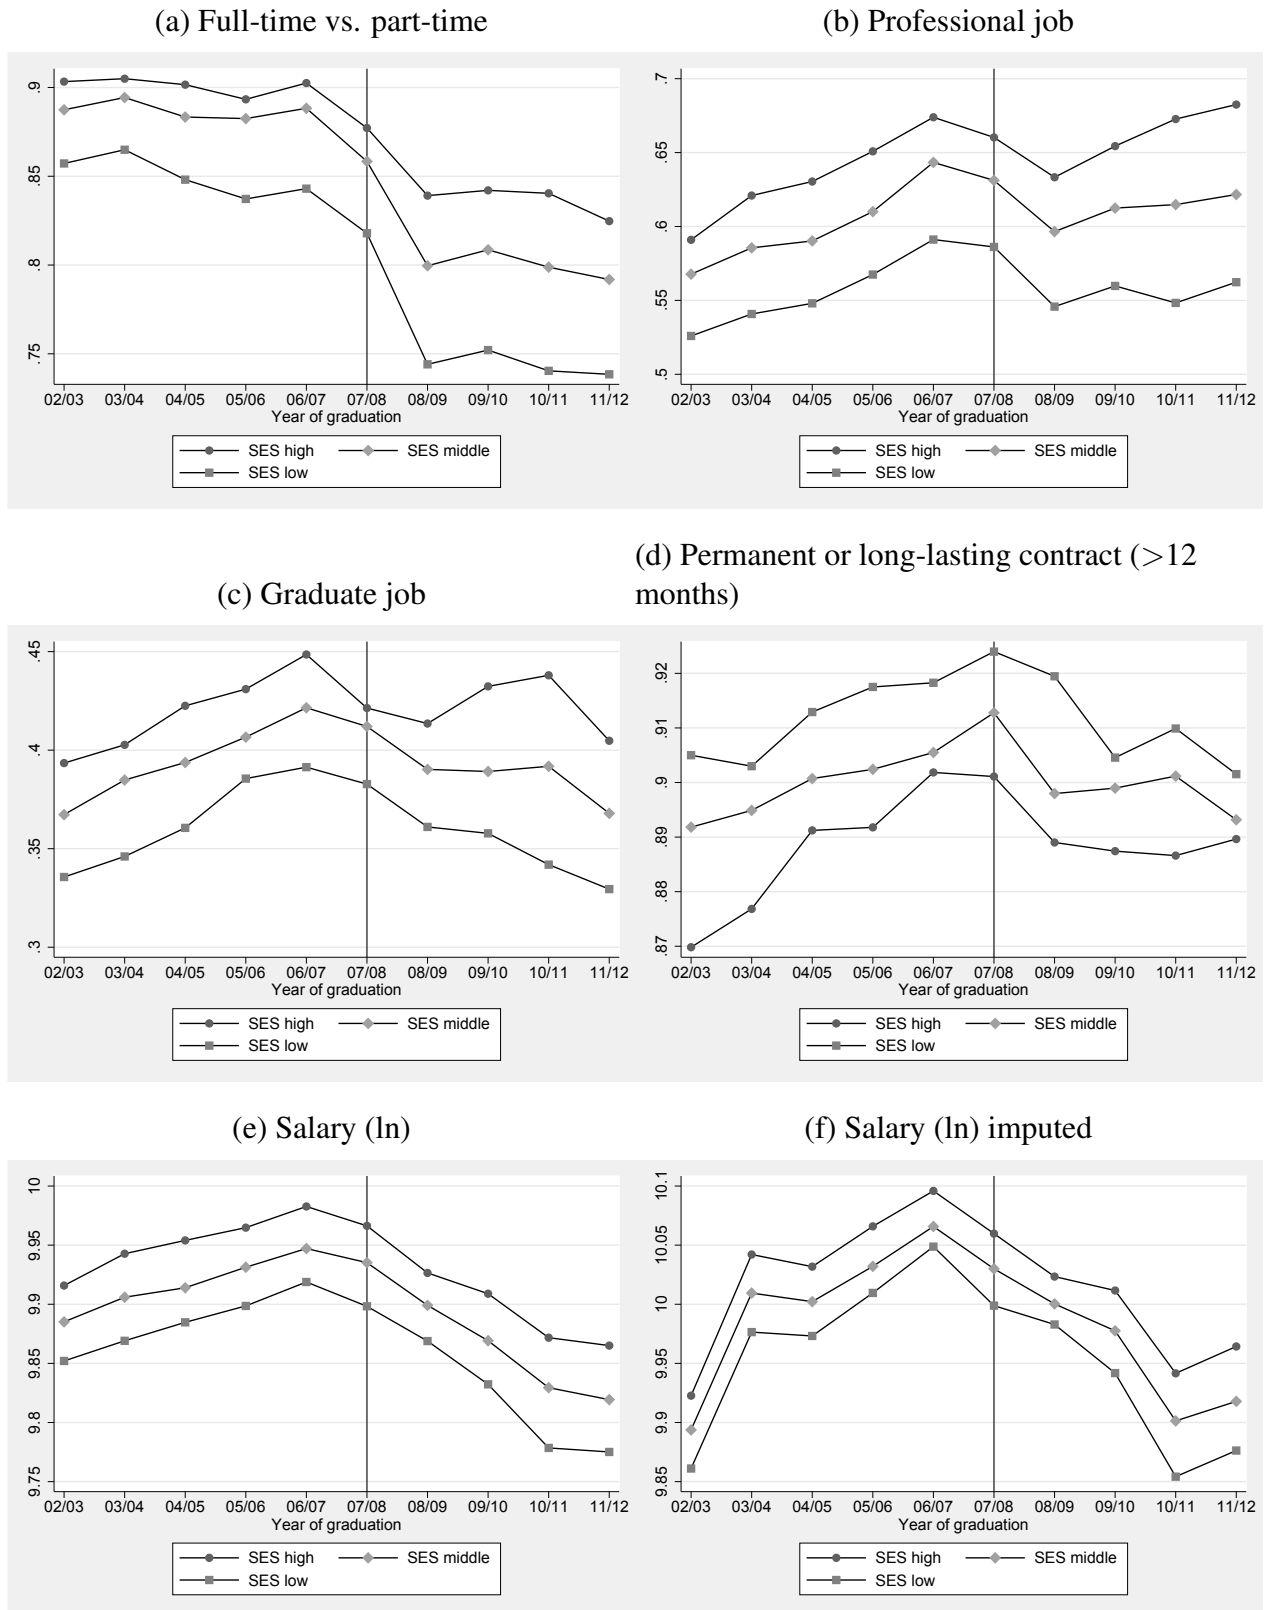 (a) Full-time vs. part-time
.9
.85
.8
.75
02/03 03/04 04/05 05/06 06/07 07/08 08/09 09/10 10/11 11/12
Year of graduation
SES high SES middle
SES low
(b) Professional job
.7
.65
.6
.55
.5
02/03 03/04 04/05 05/06 06/07 07/08 08/09 09/10 10/11 11/12
Year of graduation
SES high SES middle
SES low
(c) Graduate job
.45
.4
.35
.3
02/03 03/04 04/05 05/06 06/07 07/08 08/09 09/10 10/11 11/12
Year of graduation
SES high SES middle
SES low
(d) Permanent or long-lasting contract (>12
months)
.92
.91
.9
.89
.88
.87
02/03 03/04 04/05 05/06 06/07 07/08 08/09 09/10 10/11 11/12
Year of graduation
SES high SES middle
SES low
(e) Salary (ln)
10
9.95
9.9
9.85
9.8
9.75
02/03 03/04 04/05 05/06 06/07 07/08 08/09 09/10 10/11 11/12
Year of graduation
SES high SES middle
SES low
(f) Salary (ln) imputed
10.1
10.05
10
9.95
9.9
9.85
02/03 03/04 04/05 05/06 06/07 07/08 08/09 09/10 10/11 11/12
Year of graduation
SES high SES middle
SES low